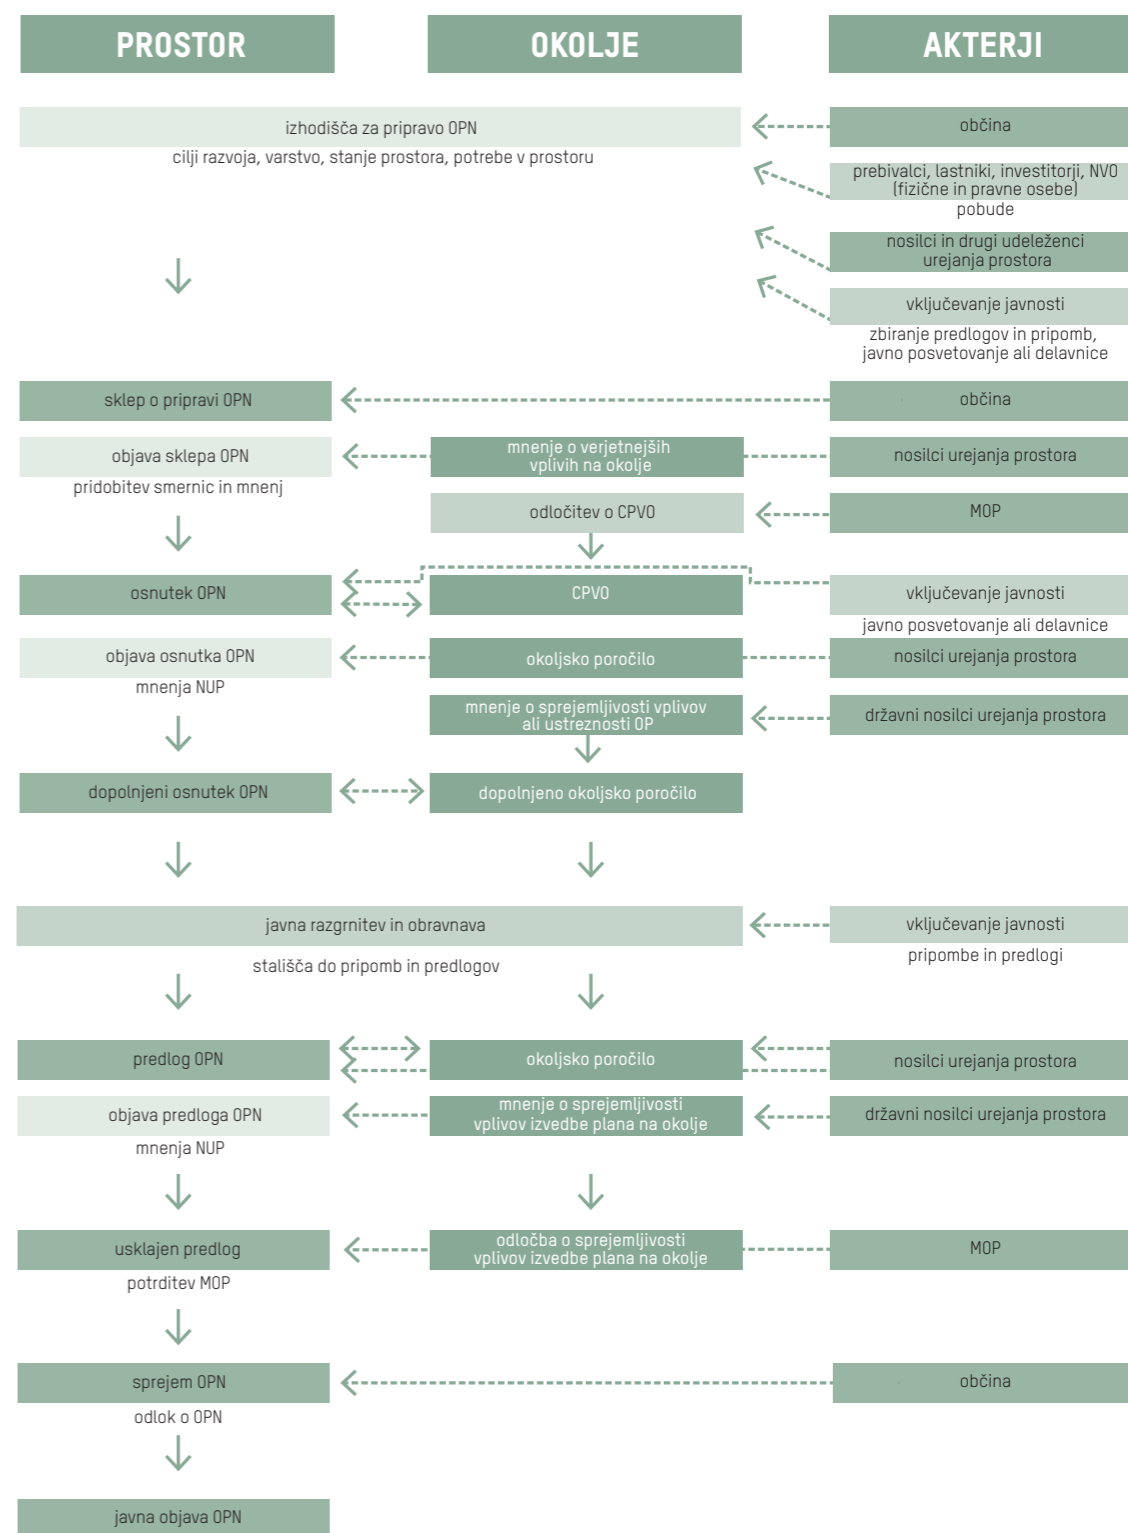 PROSTOR
OKOLJE
AKTERJI
izhodišča za pripravo OPN
cilji razvoja, varstvo, stanje prostora, potrebe v prostoru
občina
prebivalci, lastniki, investitorji, NVO
(fizične in pravne osebe)
pobude
nosilci in drugi udeleženci
urejanja prostora
vključevanje javnosti
zbiranje predlogov in pripomb,
javno posvetovanje ali delavnice
sklep o pripravi OPN
občina
objava sklepa OPN
pridobitev smernic in mnenj
mnenje o verjetnejših
vplivih na okolje
nosilci urejanja prostora
odločitev o CPVO
MOP
osnutek OPN
CPVO
vključevanje javnosti
javno posvetovanje ali delavnice
objava osnutka OPN
mnenja NUP
okoljsko poročilo
nosilci urejanja prostora
mnenje o sprejemljivosti vplivov
ali ustreznosti OP
državni nosilci urejanja prostora
dopolnjeni osnutek OPN
dopolnjeno okoljsko poročilo
javna razgrnitev in obravnava
stališča do pripomb in predlogov
vključevanje javnosti
pripombe in predlogi
predlog OPN
okoljsko poročilo
nosilci urejanja prostora
objava predloga OPN
mnenja NUP
mnenje o sprejemljivosti
vplivov izvedbe plana na okolje
državni nosilci urejanja prostora
usklajen predlog
potrditev MOP
odločba o sprejemljivosti
vplivov izvedbe plana na okolje
MOP
sprejem OPN
odlok o OPN
občina
javna objava OPN